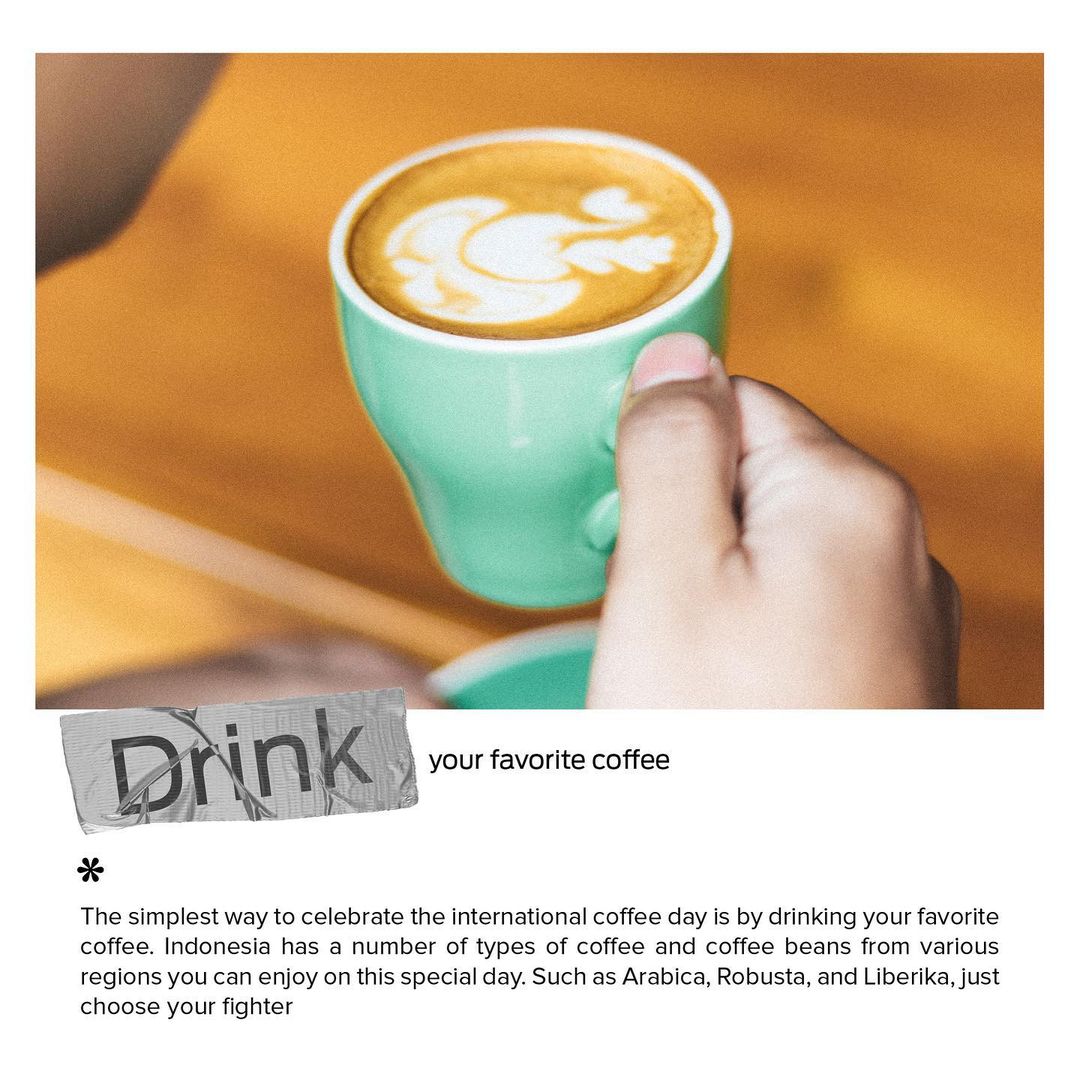 Drink your favorite coffee
*
The simplest way to celebrate the international coffee day is by drinking your favorite
coffee. Indonesia has a number of types of coffee and coffee beans from various
regions you can enjoy on this special day. Such as Arabica, Robusta, and Liberika, just
choose your fighter